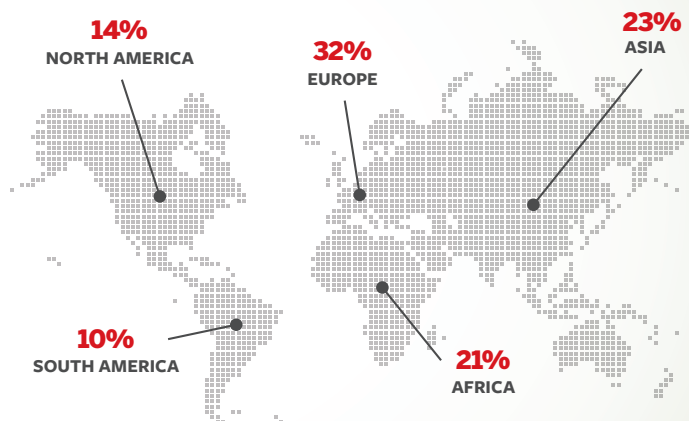 14%
NORTH AMERICA
32%
EUROPE
23%
ASIA
10%
SOUTH AMERICA
21%
AFRICA